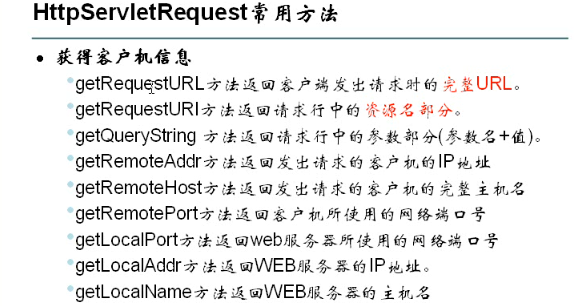 HttpServletRequest常用方法
获得客户机信息
getRequestURL方法返回客户端发出请求时的完整URL。
getRequestURI方法返回请求行中的资源名部分。
getQueryString 方法返回请求行中的参数部分(参数名+值)。
getRemoteAddr方法返回发出请求的客户机的IP地址
getRemoteHost方法返回发出请求的客户机的完整主机名
getRemotePort方法返回客户机所使用的网络端口号
getLocalPort方法返回web服务器所使用的网络端口号
getLocalAddr方法返回WEB服务器的IP地址。
getLocalName方法返回WEB服务器的主机名